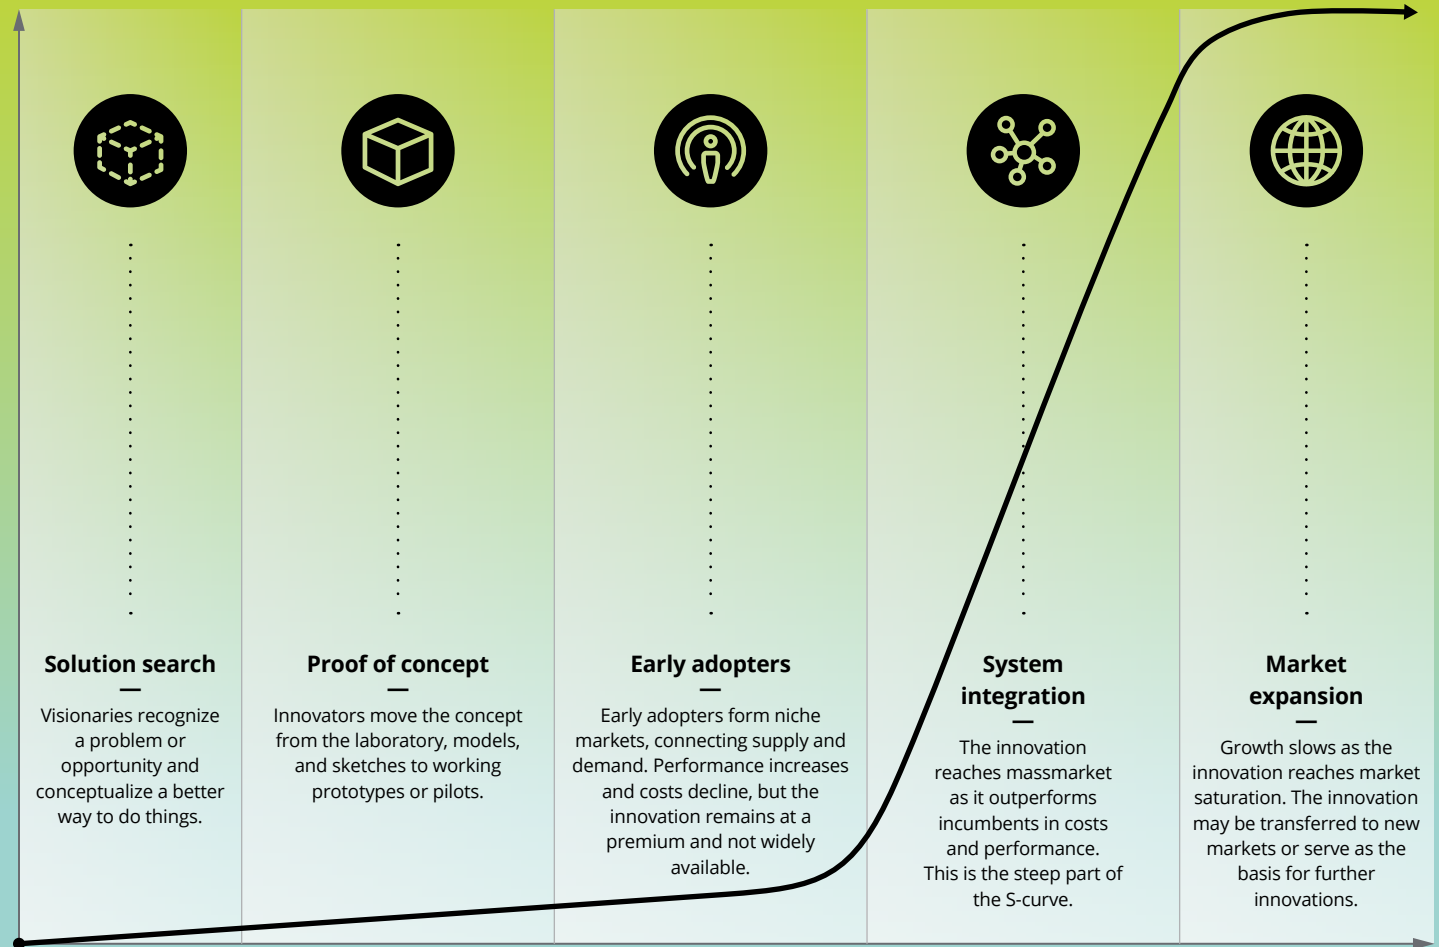 Solution search
Visionaries recognize
a problem or
opportunity and
conceptualize a better
way to do things.
Proof of concept
Innovators move the concept
from the laboratory, models,
and sketches to working
prototypes or pilots.
Early adopters
Early adopters form niche
markets, connecting supply and
demand. Performance increases
and costs decline, but the
innovation remains at a
premium and not widely
available.
System
integration
The innovation
reaches massmarket
as it outperforms
incumbents in costs
and performance.
This is the steep part of
the S-curve.
Market
expansion
Growth slows as the
innovation reaches market
saturation. The innovation
may be transferred to new
markets or serve as the
basis for further
innovations.